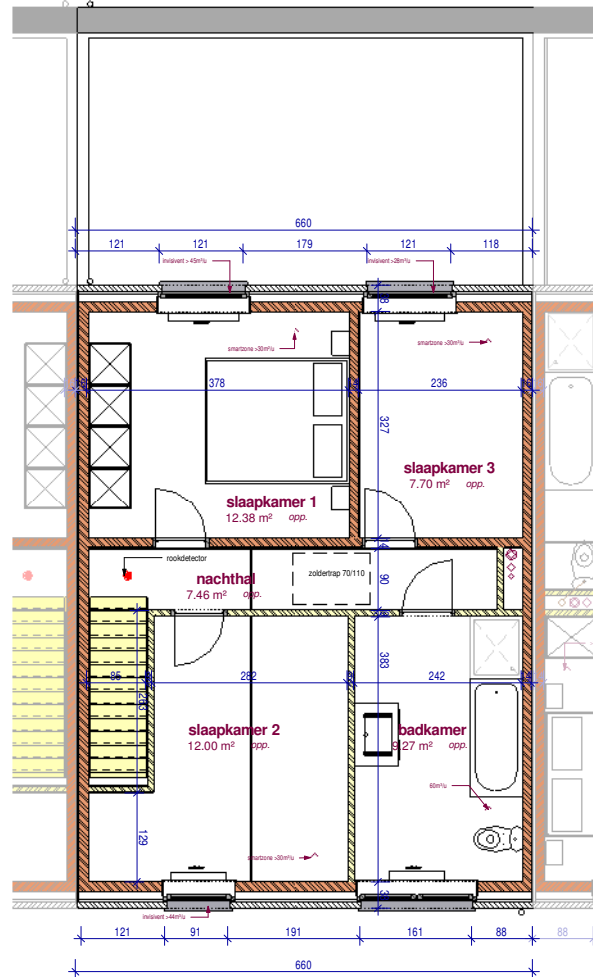 660
121 121 179 121 118
invisivent > 45m³/u invisivent >28m³/u
smartzone >30m³/u smartzone >30m³/u
378 236
327
slaapkamer 3
7.70 m² opp.
slaapkamer 1
12.38 m² opp.
rookdetector
zoldertrap 70/110
nachthal
7.46 m² opp.
90
383
85 282 242
slaapkamer 2
12.00 m² opp.
badkamer
9.27 m² opp.
60m³/u
129
smartzone >30m³/u
invisivent >44m³/u
121 91 191 161 88 88
660